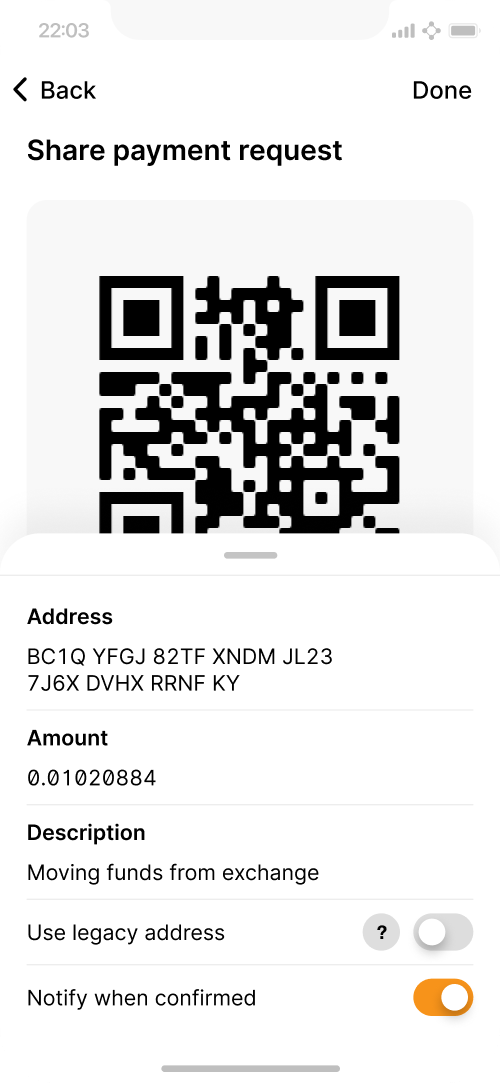 22:03
Back
Done
Share payment request
Address
BC1Q YFGJ 82TF XNDM JL23
7J6X DVHX RRNF KY
Amount
0.01020884
Description
Moving funds from exchange
Use legacy address
?
Notify when confirmed